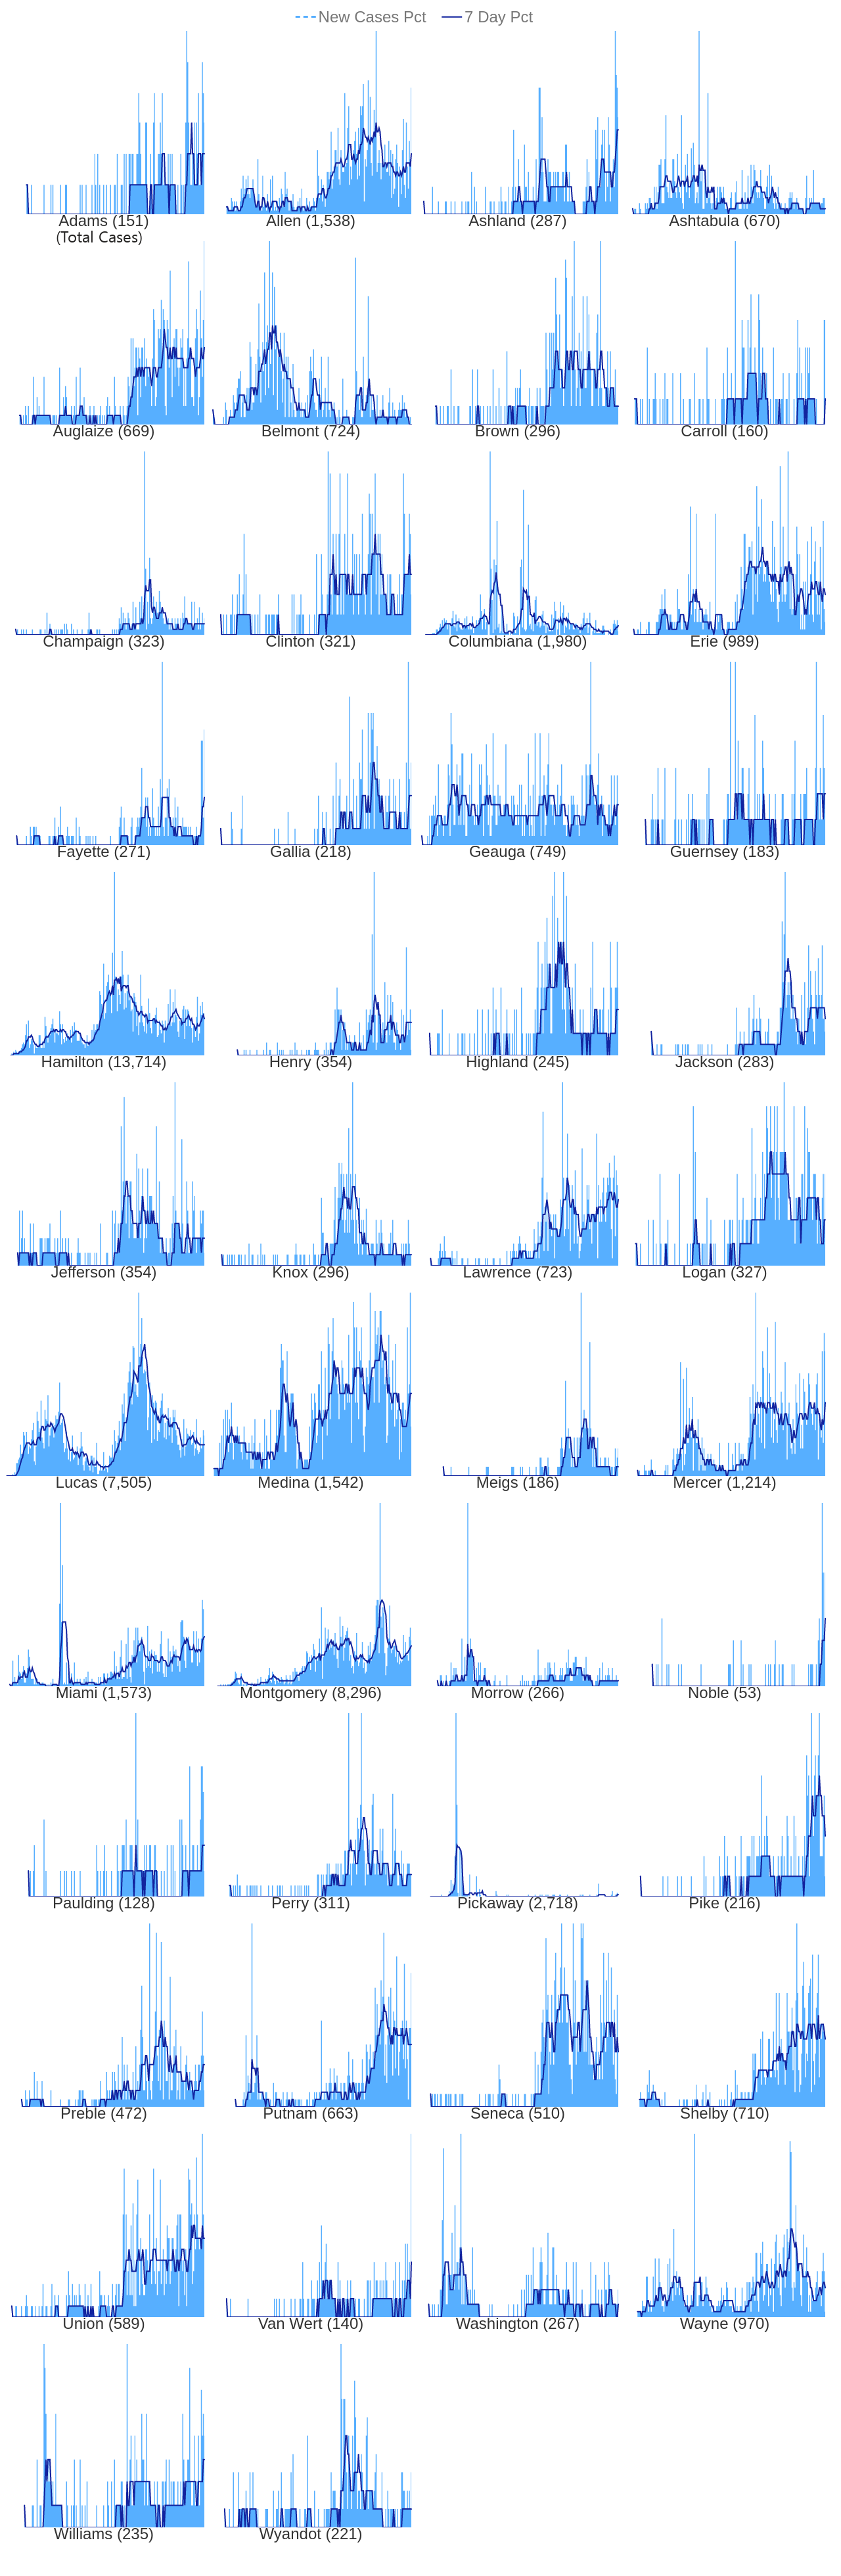 New Cases Pct 7 Day Pct
Adams (151) Allen (1,538) Ashland (287) Ashtabula (670)
(Total Cases)
Auglaize (669) Belmont (724) Brown (296) Carroll (160)
Champaign (323) Clinton (321) Columbiana (1,980) Erie (989)
Fayette (271) Gallia (218) Geauga (749) Guernsey (183)
Hamilton (13,714) Henry (354) Highland (245) Jackson (283)
Jefferson (354) Knox (296) Lawrence (723) Logan (327)
Lucas (7,505) Medina (1,542) Meigs (186) Mercer (1,214)
Miami (1,573) Montgomery (8,296) Morrow (266) Noble (53)
Paulding (128) Perry (311) Pickaway (2,718) Pike (216)
Preble (472) Putnam (663) Seneca (510) Shelby (710)
Union (589) Van Wert (140) Washington (267) Wayne (970)
Williams (235) Wyandot (221)